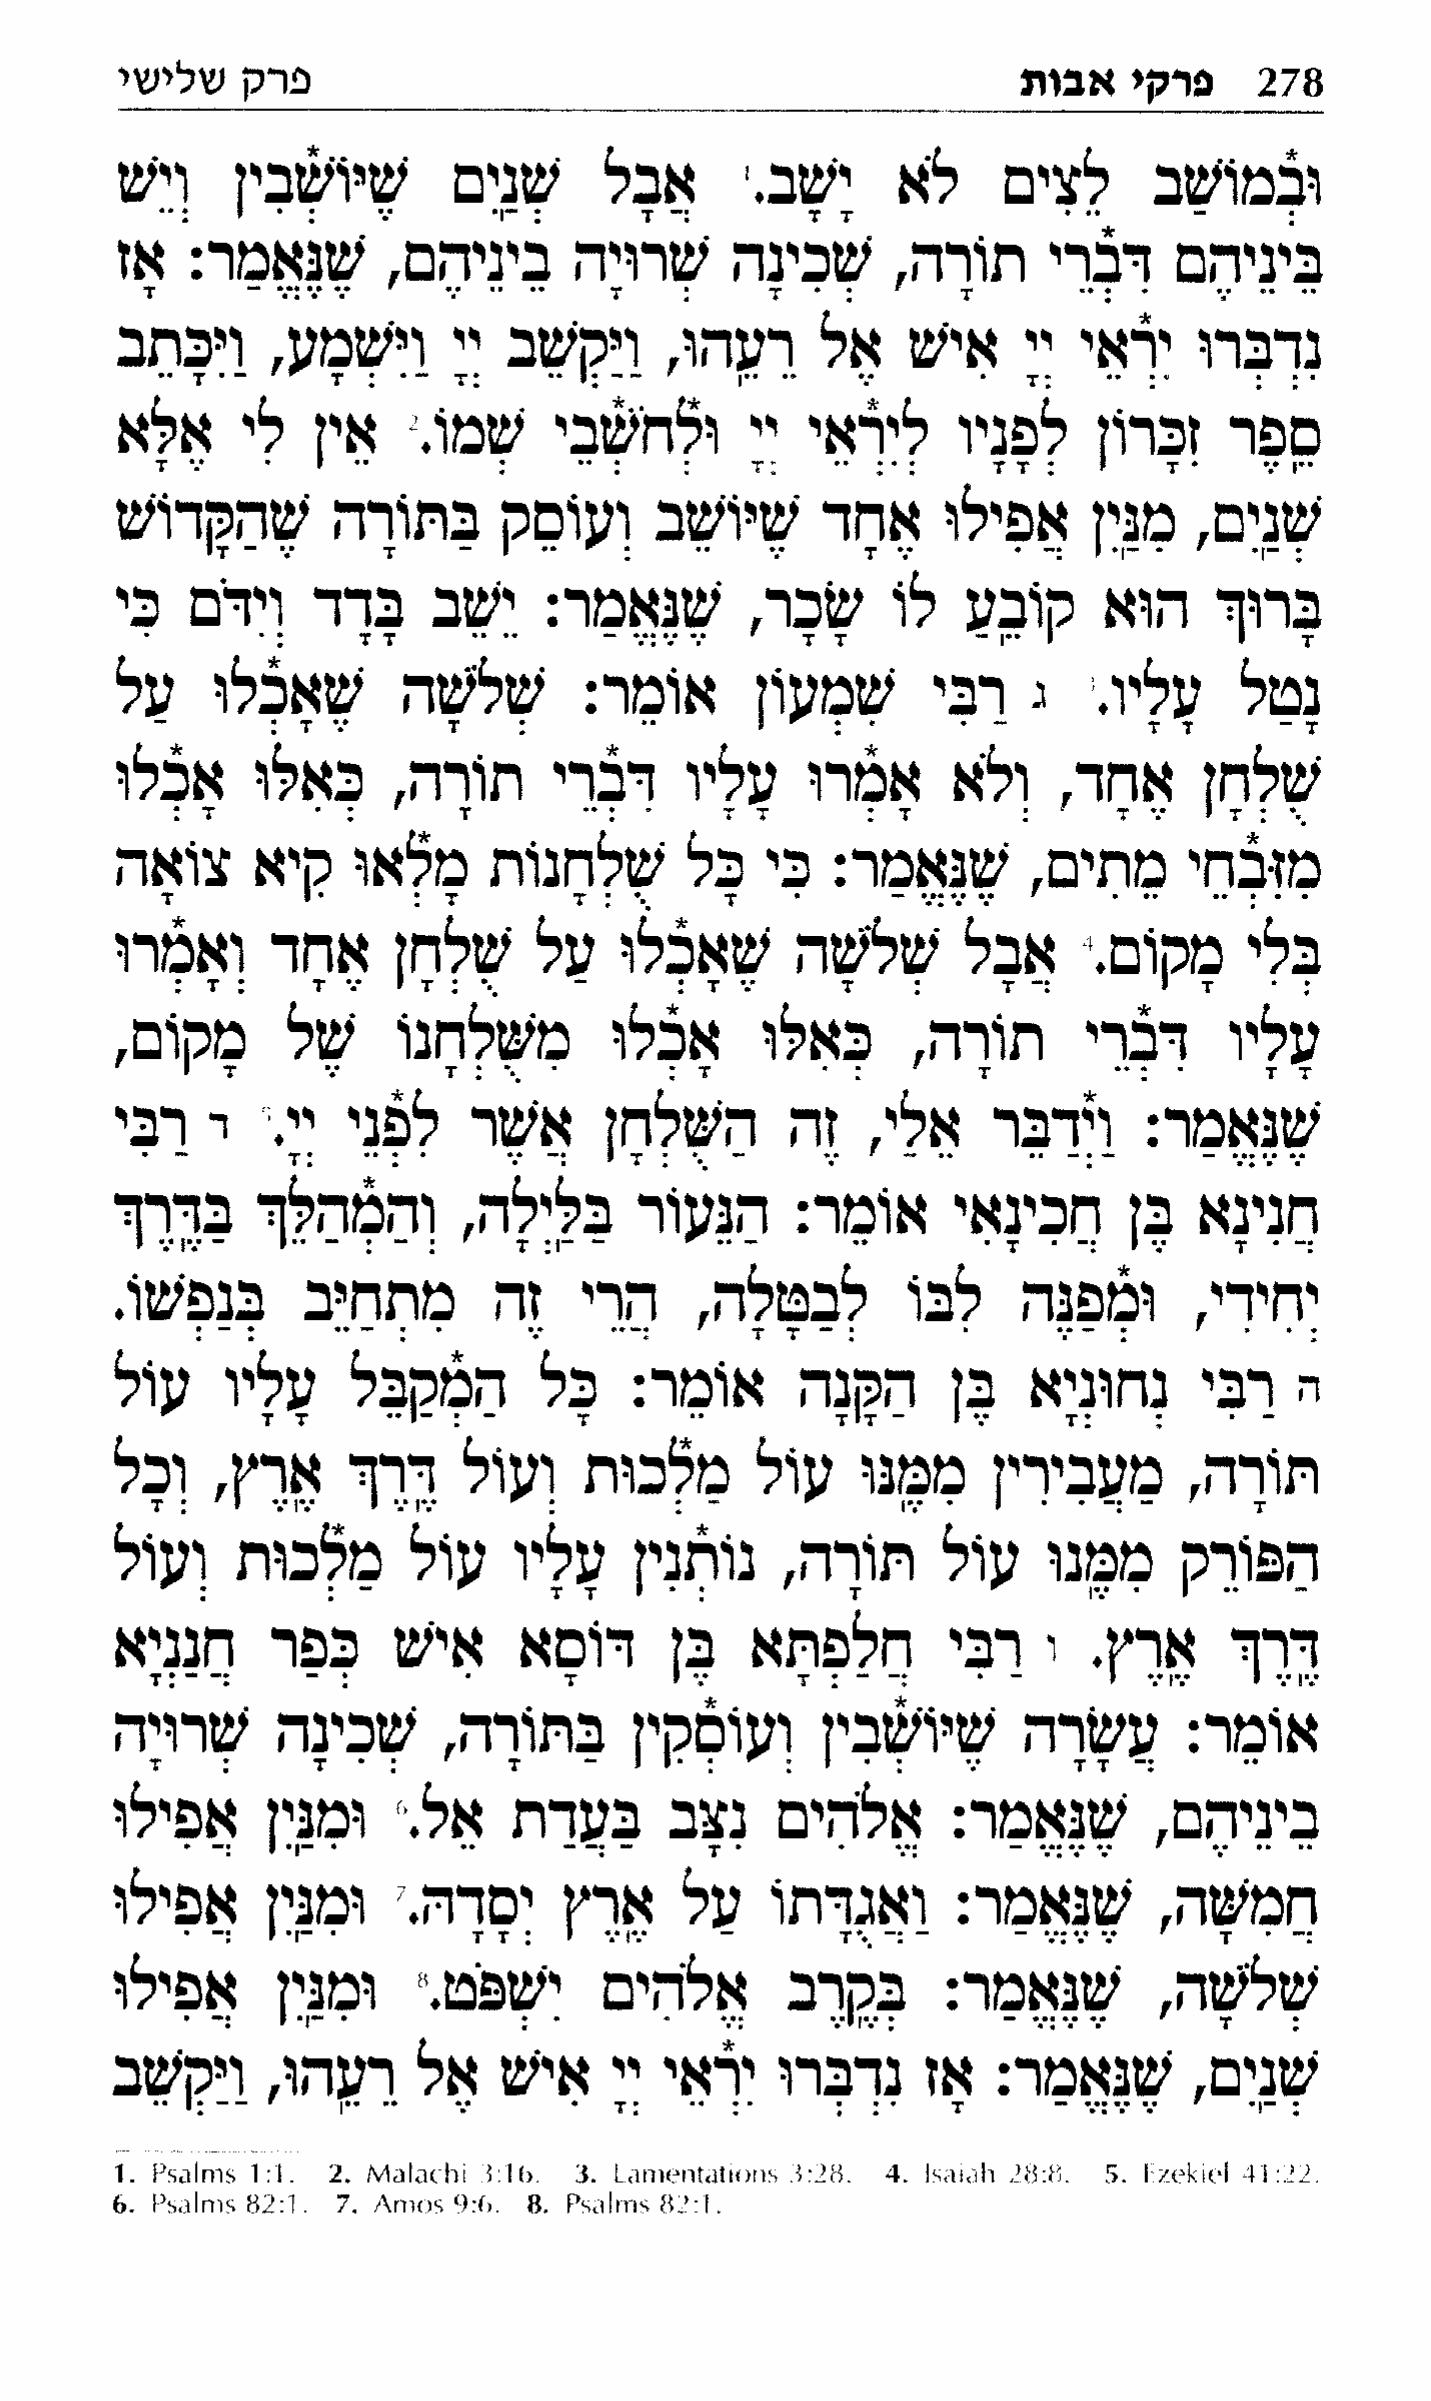 278 פרקי אבות פרק שלישי
וּבְמוֹשַׁב לֵצִים לֹא יָשָׁב.¹ אֲבָל שְׁנַֽיִם שֶׁיּוֹשְׁבִין וְיֵשׁ
בֵּינֵיהֶם דִּבְרֵי תוֹרָה, שְׁכִינָה שְׁרוּיָה בֵינֵיהֶם, שֶׁנֶּאֱמַר: אָז
נִדְבְּרוּ יִרְאֵי יְיָ אִישׁ אֶל רֵעֵֽהוּ, וַיַּקְשֵׁב יְיָ וַיִּשְׁמָע, וַיִּכָּתֵב
סֵֽפֶר זִכָּרוֹן לְפָנָיו לְיִרְאֵי יְיָ וּלְחֹשְׁבֵי שְׁמוֹ.² אֵין לִי אֶלָּא
שְׁנַֽיִם, מִנַּֽיִן אֲפִילוּ אֶחָד שֶׁיּוֹשֵׁב וְעוֹסֵק בַּתּוֹרָה שֶׁהַקָּדוֹשׁ
בָּרוּךְ הוּא קוֹבֵֽעַ לוֹ שָׂכָר, שֶׁנֶּאֱמַר: יֵשֵׁב בָּדָד וְיִדֹּם כִּי
נָטַל עָלָיו.³ ג רַבִּי שִׁמְעוֹן אוֹמֵר: שְׁלֹשָׁה שֶׁאָכְלוּ עַל
שֻׁלְחָן אֶחָד, וְלֹא אָמְרוּ עָלָיו דִּבְרֵי תוֹרָה, כְּאִלּוּ אָכְלוּ
מִזִּבְחֵי מֵתִים, שֶׁנֶּאֱמַר: כִּי כָּל שֻׁלְחָנוֹת מָלְאוּ קִיא צוֹאָה
בְּלִי מָקוֹם.⁴ אֲבָל שְׁלֹשָׁה שֶׁאָכְלוּ עַל שֻׁלְחָן אֶחָד וְאָמְרוּ
עָלָיו דִּבְרֵי תוֹרָה, כְּאִלּוּ אָכְלוּ מִשֻּׁלְחָנוֹ שֶׁל מָקוֹם,
שֶׁנֶּאֱמַר: וַיְדַבֵּר אֵלַי, זֶה הַשֻּׁלְחָן אֲשֶׁר לִפְנֵי יְיָ.⁵ ד רַבִּי
חֲנִינָא בֶּן חֲכִינָאִי אוֹמֵר: הַנֵּעוֹר בַּלַּֽיְלָה, וְהַמְהַלֵּךְ בַּדֶּֽרֶךְ
יְחִידִי, וּמְפַנֶּה לִבּוֹ לְבַטָּלָה, הֲרֵי זֶה מִתְחַיֵּב בְּנַפְשׁוֹ.
ה רַבִּי נְחוּנְיָא בֶּן הַקָּנָה אוֹמֵר: כָּל הַמְקַבֵּל עָלָיו עוֹל
תּוֹרָה, מַעֲבִירִין מִמֶּֽנּוּ עוֹל מַלְכוּת וְעוֹל דֶּֽרֶךְ אֶֽרֶץ, וְכָל
הַפּוֹרֵק מִמֶּֽנּוּ עוֹל תּוֹרָה, נוֹתְנִין עָלָיו עוֹל מַלְכוּת וְעוֹל
דֶּֽרֶךְ אֶֽרֶץ. ו רַבִּי חֲלַפְתָּא בֶּן דּוֹסָא אִישׁ כְּפַר חֲנַנְיָא
אוֹמֵר: עֲשָׂרָה שֶׁיּוֹשְׁבִין וְעוֹסְקִין בַּתּוֹרָה, שְׁכִינָה שְׁרוּיָה
בֵינֵיהֶם, שֶׁנֶּאֱמַר: אֱלֹהִים נִצָּב בַּעֲדַת אֵל.⁶ וּמִנַּֽיִן אֲפִילוּ
חֲמִשָּׁה, שֶׁנֶּאֱמַר: וַאֲגֻדָּתוֹ עַל אֶֽרֶץ יְסָדָהּ.⁷ וּמִנַּֽיִן אֲפִילוּ
שְׁלֹשָׁה, שֶׁנֶּאֱמַר: בְּקֶֽרֶב אֱלֹהִים יִשְׁפֹּט.⁸ וּמִנַּֽיִן אֲפִילוּ
שְׁנַֽיִם, שֶׁנֶּאֱמַר: אָז נִדְבְּרוּ יִרְאֵי יְיָ אִישׁ אֶל רֵעֵֽהוּ, וַיַּקְשֵׁב
1. Psalms 1:1. 2. Malachi 3:16. 3. Lamentations 3:28. 4. Isaiah 28:8. 5. Ezekiel 41:22.
6. Psalms 82:1. 7. Amos 9:6. 8. Psalms 82:1.